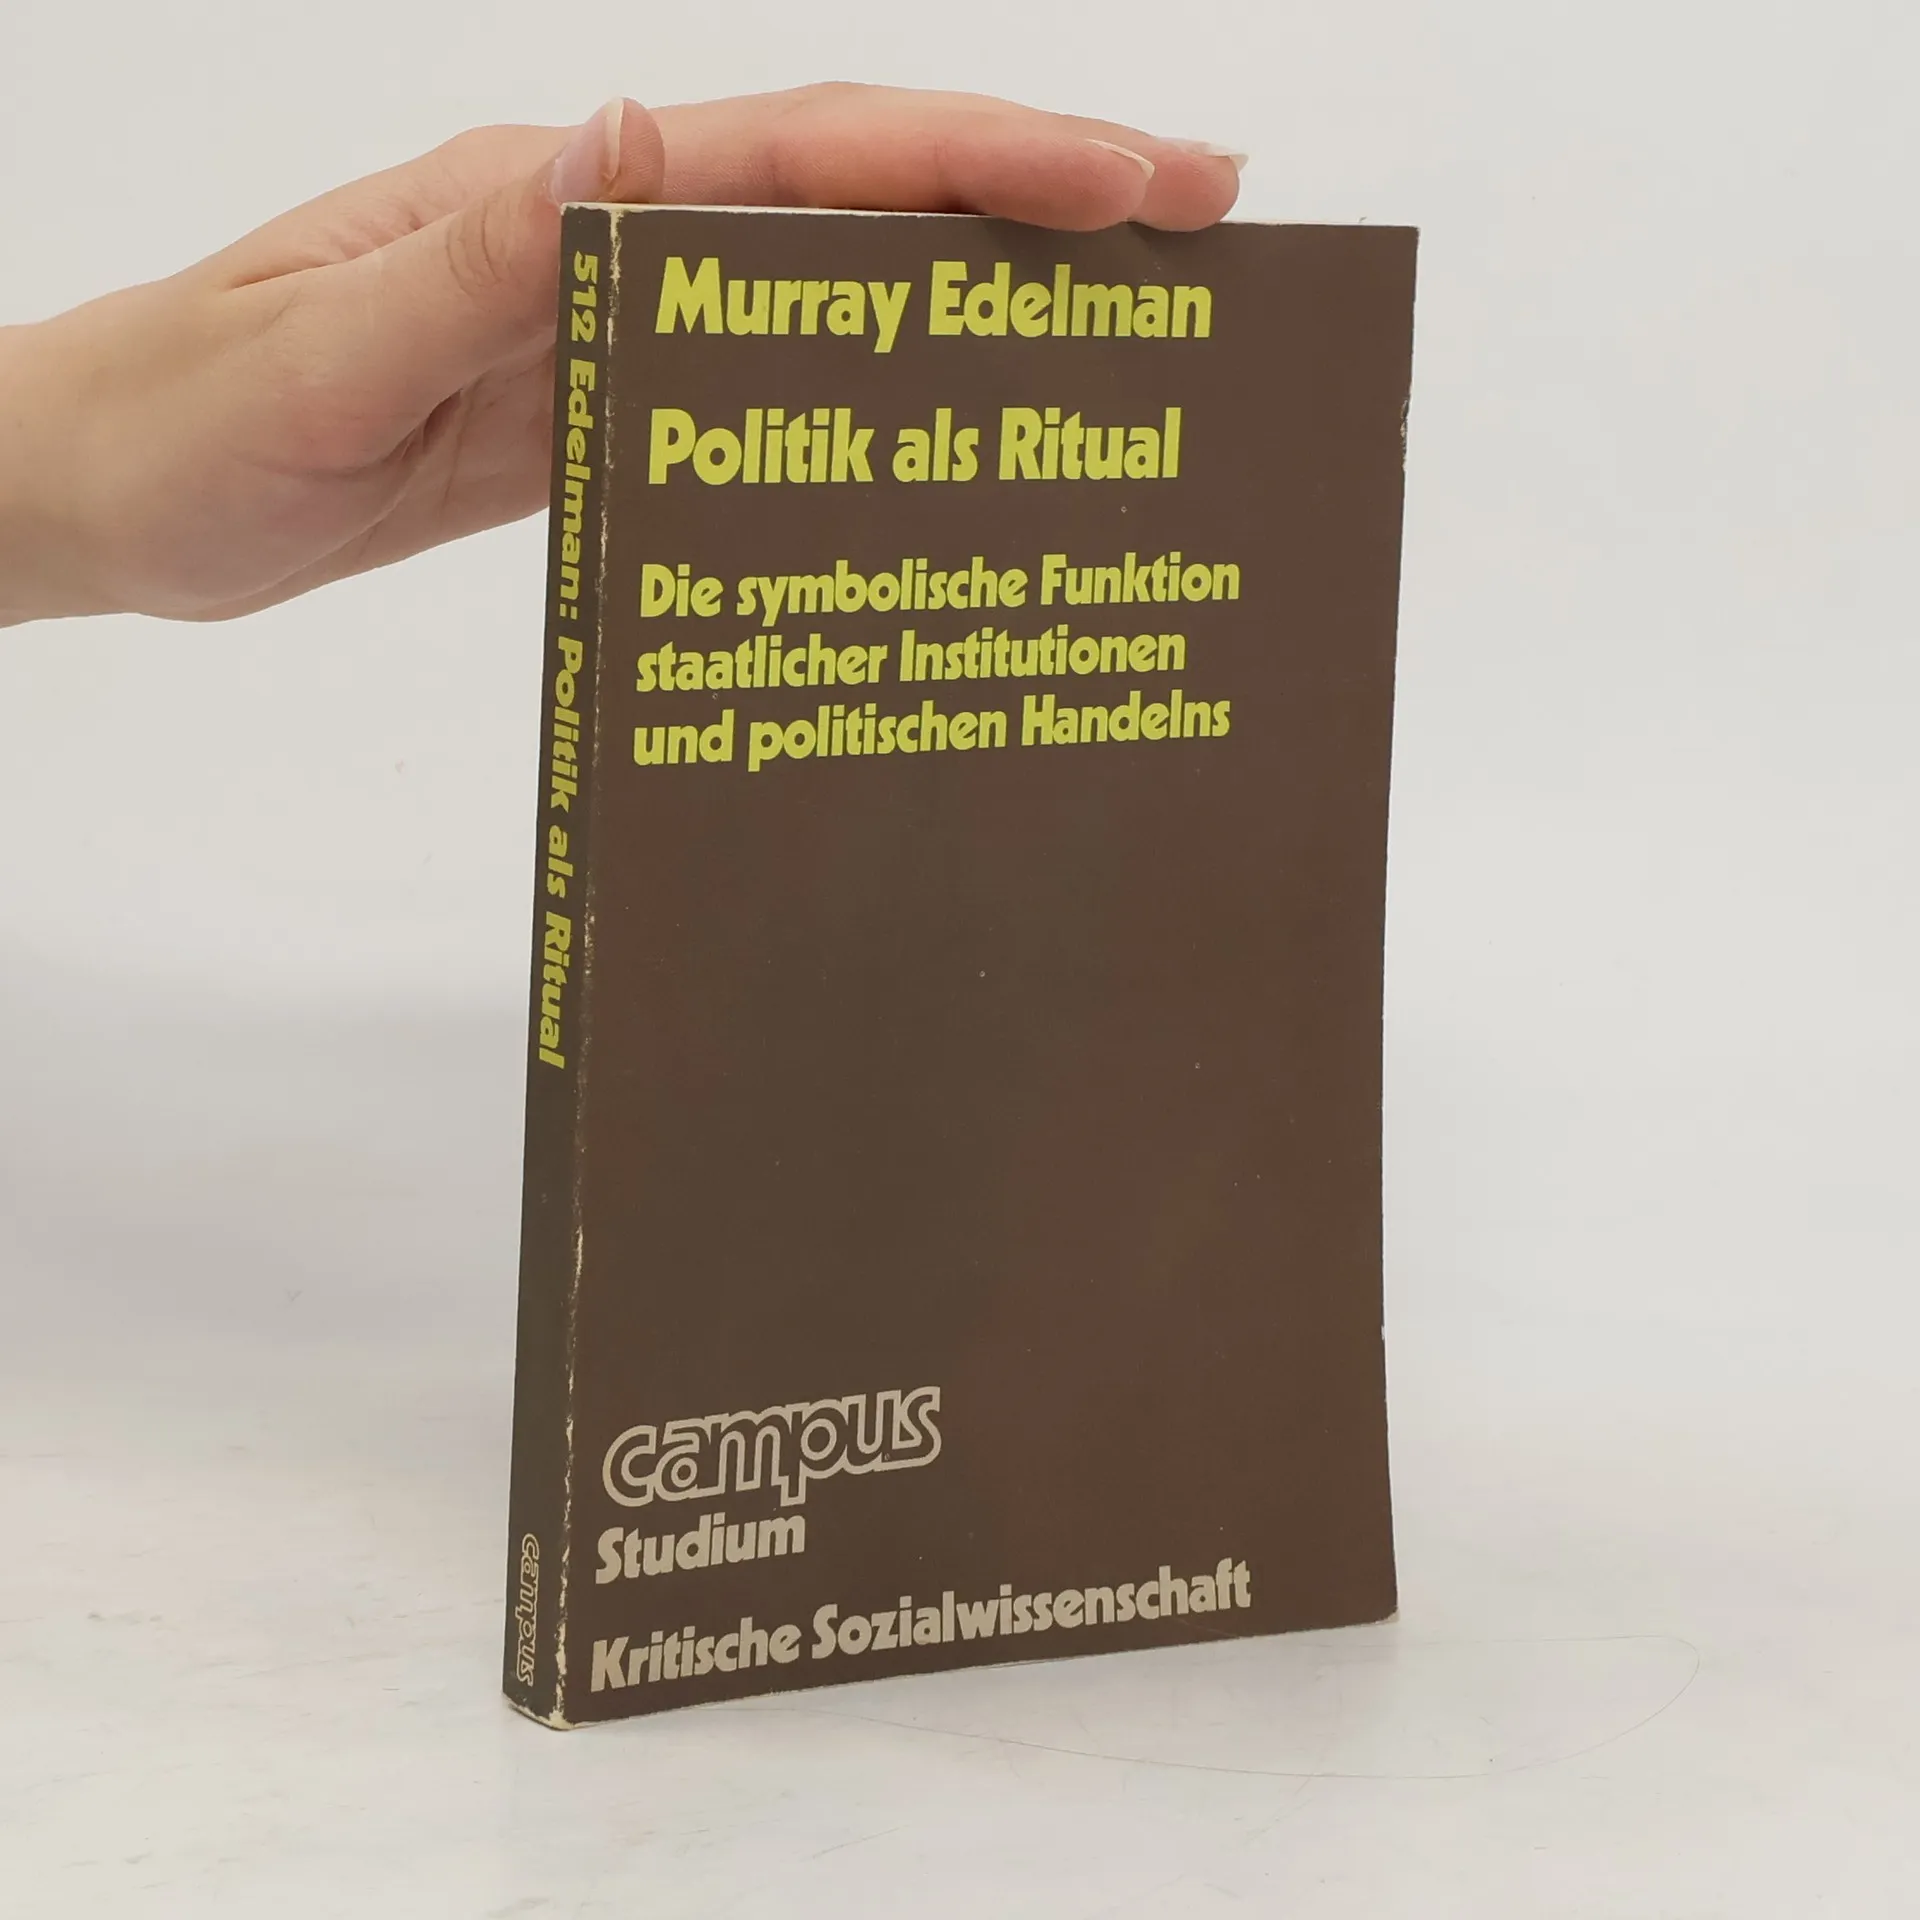 Murray Edelman
Politik als Ritual
Die symbolische Funktion
staatlicher Institutionen
und politischen Handelns
campus
Studium
Kritische Sozialwissenschaft
512 Edelman: Politik als Ritual
campus